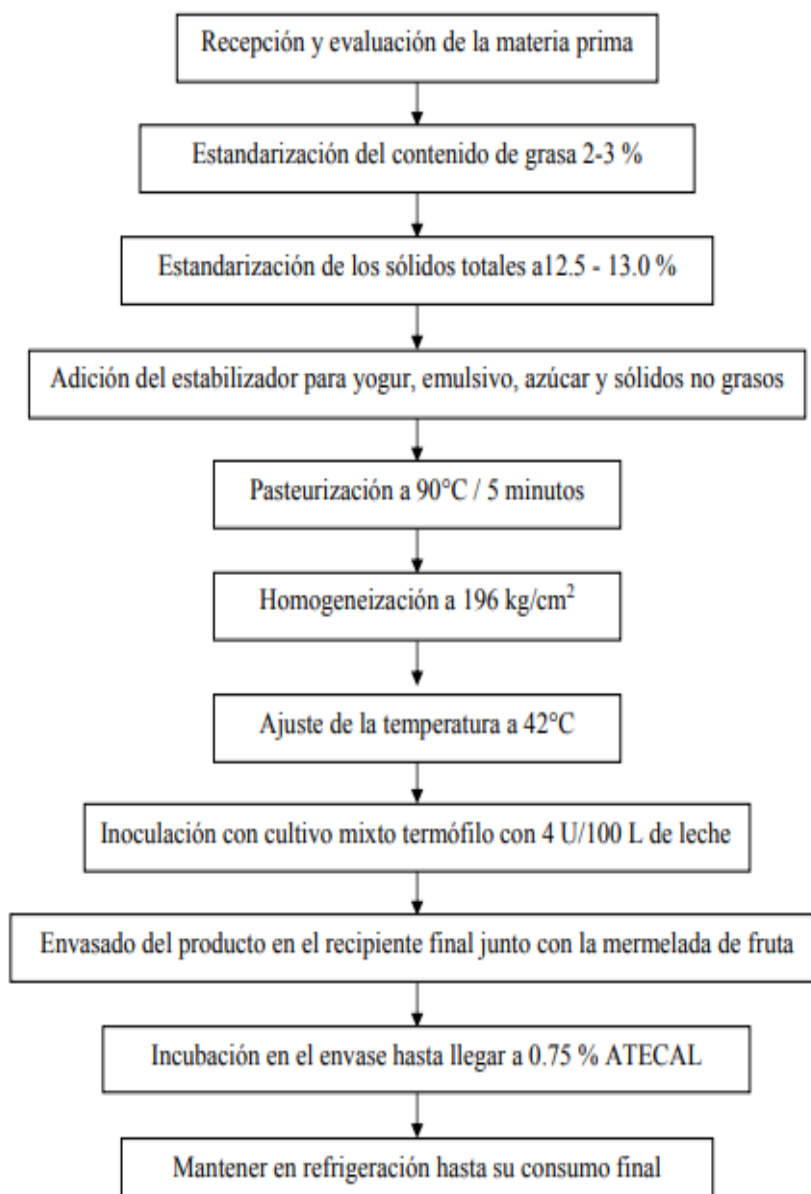 Recepción y evaluación de la materia prima
Estandarización del contenido de grasa 2-3 %
Estandarización de los sólidos totales a12.5 - 13.0 %
Adición del estabilizador para yogur, emulsivo, azúcar y sólidos no grasos
Pasteurización a 90°C / 5 minutos
Homogeneización a 196 kg/cm²
Ajuste de la temperatura a 42°C
Inoculación con cultivo mixto termófilo con 4 U/100 L de leche
Envasado del producto en el recipiente final junto con la mermelada de fruta
Incubación en el envase hasta llegar a 0.75 % ATECAL
Mantener en refrigeración hasta su consumo final